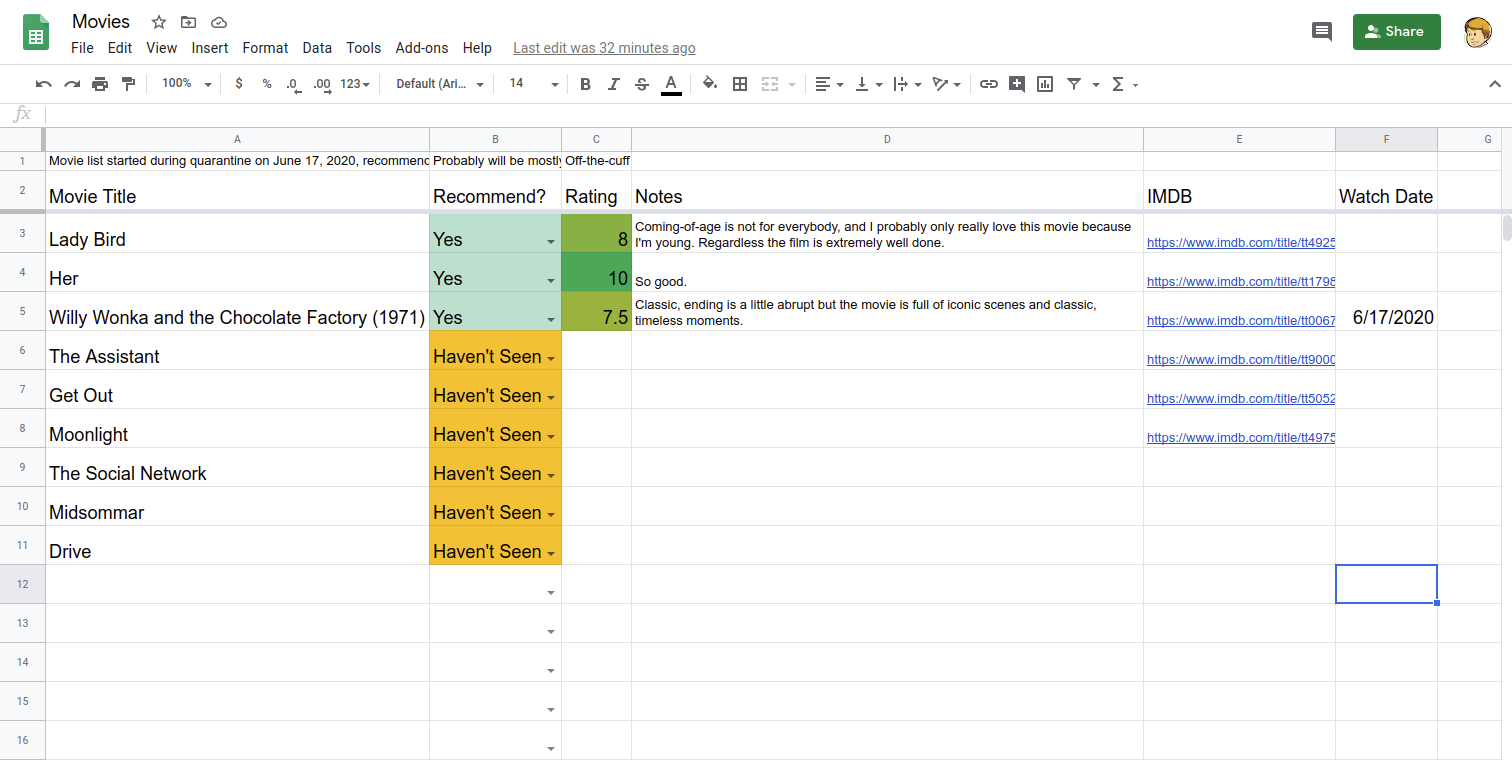 Movies
File Edit View Insert Format Data Tools Add-ons Help Last edit was 32 minutes ago
Share
100% $ % .0 .00 123 Default (Ari... 14 B I S A Σ
fx
A B C D E F G
1 Movie list started during quarantine on June 17, 2020, recommend Probably will be mostly Off-the-cuff
2 Movie Title Recommend? Rating Notes IMDB Watch Date
3 Lady Bird Yes 8 Coming-of-age is not for everybody, and I probably only really love this movie because
I'm young. Regardless the film is extremely well done. https://www.imdb.com/title/tt4925
4 Her Yes 10 So good. https://www.imdb.com/title/tt1798
5 Willy Wonka and the Chocolate Factory (1971) Yes 7.5 Classic, ending is a little abrupt but the movie is full of iconic scenes and classic,
timeless moments. https://www.imdb.com/title/tt0067 6/17/2020
6 The Assistant Haven't Seen https://www.imdb.com/title/tt9000
7 Get Out Haven't Seen https://www.imdb.com/title/tt5052
8 Moonlight Haven't Seen https://www.imdb.com/title/tt4975
9 The Social Network Haven't Seen
10 Midsommar Haven't Seen
11 Drive Haven't Seen
12
13
14
15
16